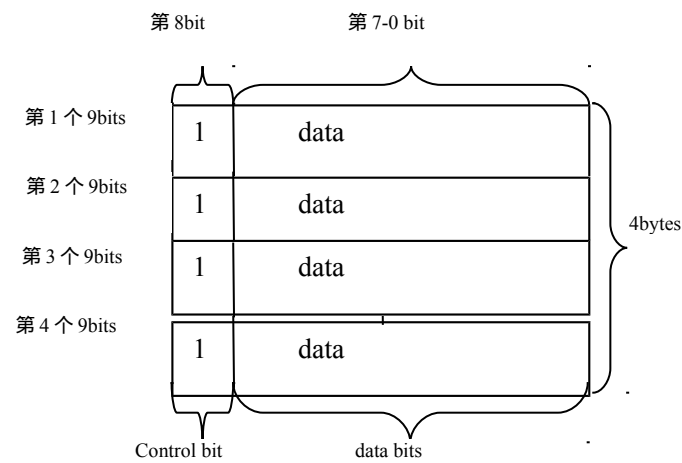 第 8bit 第 7-0 bit
第 1 个 9bits 1 data
第 2 个 9bits 1 data
4bytes
第 3 个 9bits 1 data
第 4 个 9bits 1 data
Control bit data bits